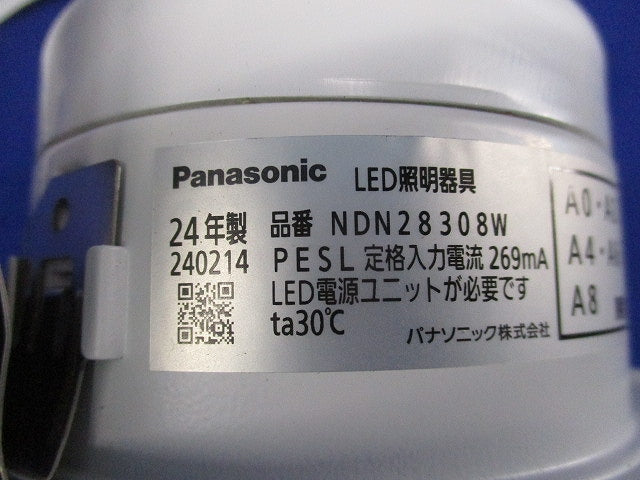 Panasonic LED照明器具
24年製 品番 NDN28308W
240214 PESL 定格入力電流 269mA
LED電源ユニットが必要です
ta30℃
パナソニック株式会社
A0・
A4・
A8